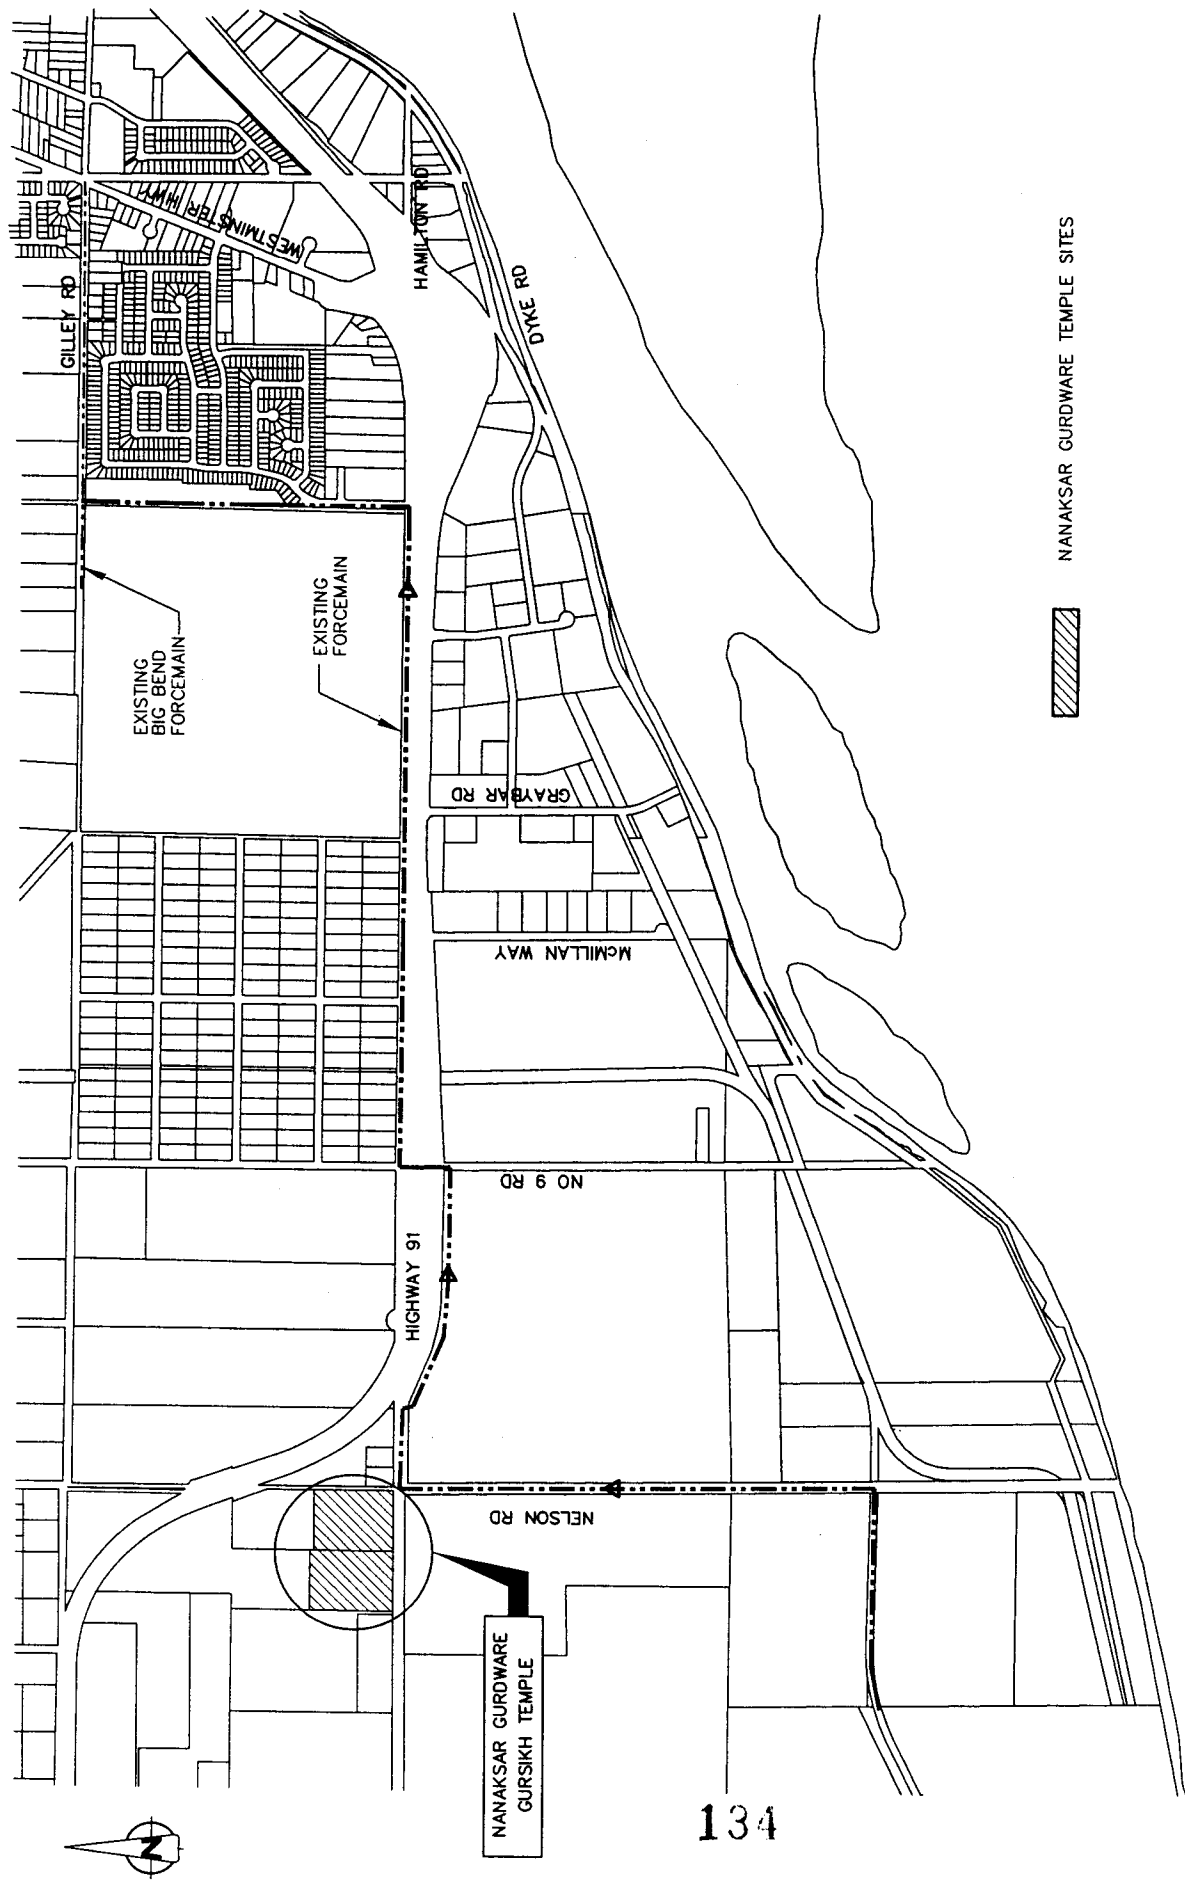 GILLEY RD
WESTMINSTER HWY
HAMILTON RD
DYKE RD
EXISTING
BIG BEND
FORCEMAIN
EXISTING
FORCEMAIN
GRAYBAR RD
McMILLAN WAY
NO 9 RD
HIGHWAY 91
NELSON RD
NANAKSAR GURDWARE
GURSIKH TEMPLE
NANAKSAR GURDWARE TEMPLE SITES
N
134